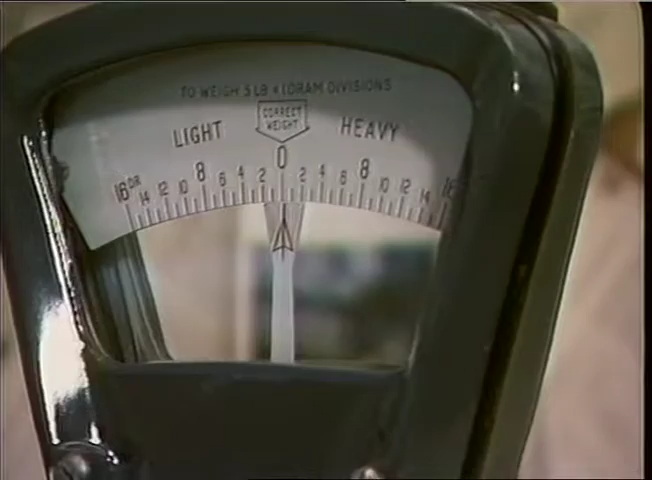 TO WEIGH 5 LB × 1 DRAM DIVISIONS
CORRECT
WEIGHT
LIGHT HEAVY
0
16 DR 14 12 10 8 6 4 2 2 4 6 8 10 12 14 16